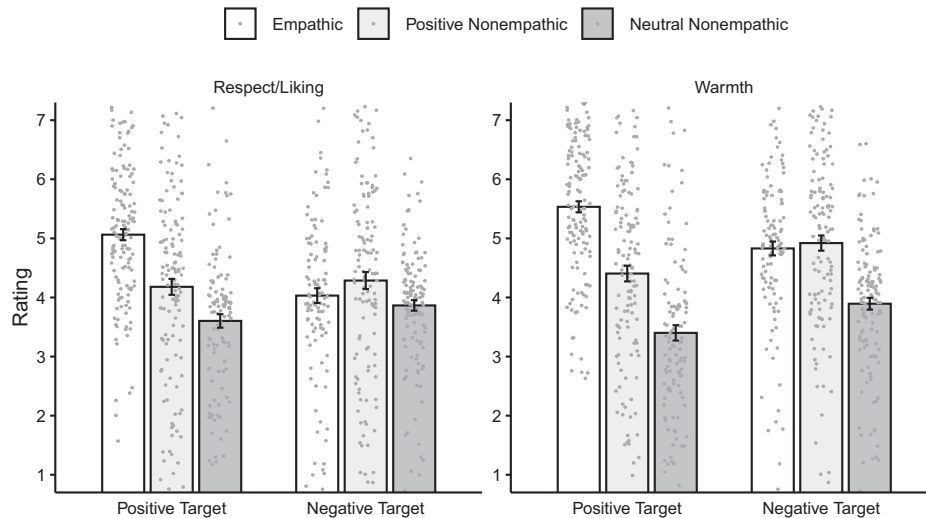 Empathic Positive Nonempathic Neutral Nonempathic
Respect/Liking
Warmth
Rating
7
6
5
4
3
2
1
Positive Target Negative Target
7
6
5
4
3
2
1
Positive Target Negative Target